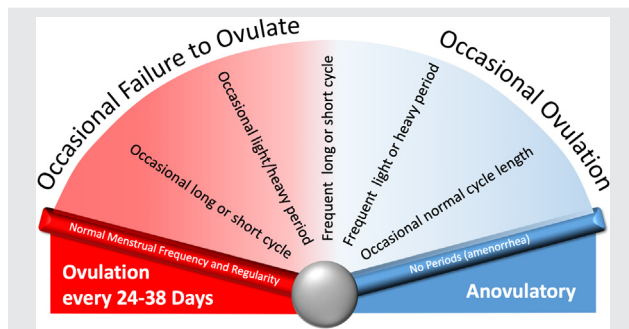 Occasional Failure to Ovulate
Occasional Ovulation
Occasional long or short cycle
Occasional light/heavy period
Frequent long or short cycle
Frequent light or heavy period
Occasional normal cycle length
Normal Menstrual Frequency and Regularity
No Periods (amenorrhea)
Ovulation
every 24-38 Days
Anovulatory